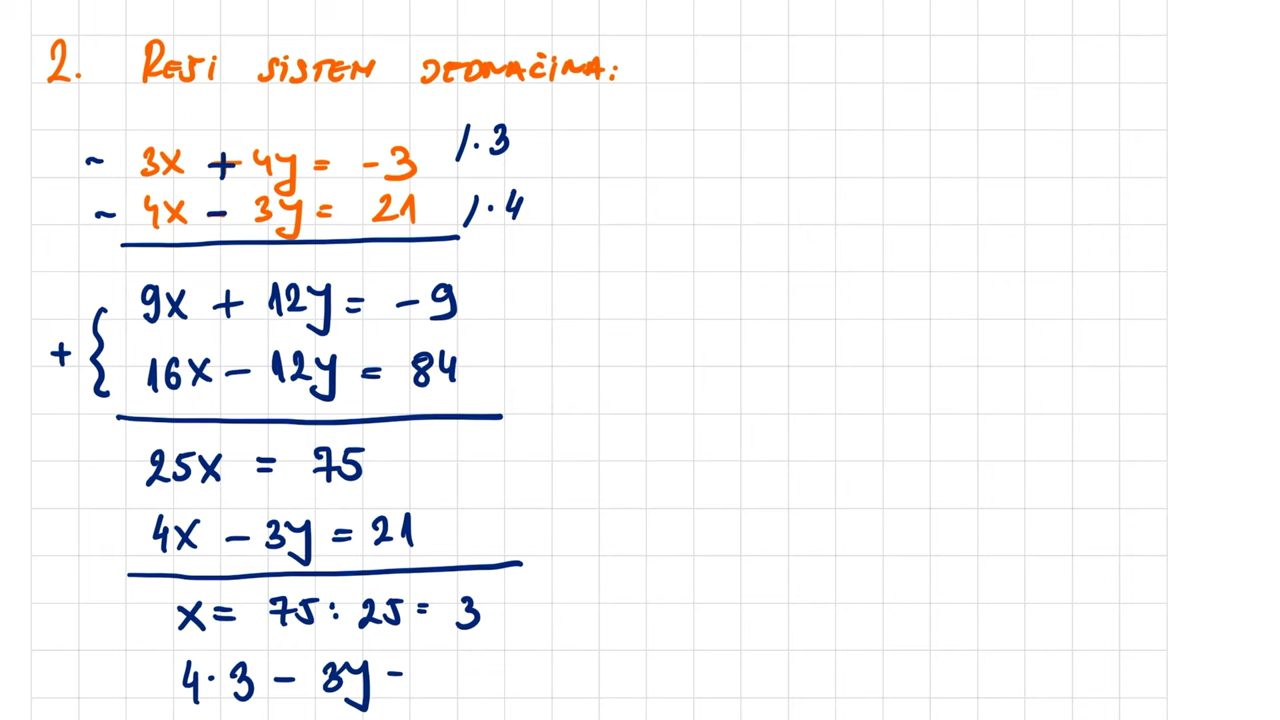 2. REŠI SISTEM JEDNAČINA:
~ 3x + 4y = -3 /·3
~ 4x - 3y = 21 /·4
9x + 12y = -9
+ {
16x - 12y = 84
25x = 75
4x - 3y = 21
x = 75 : 25 = 3
4·3 - 3y -